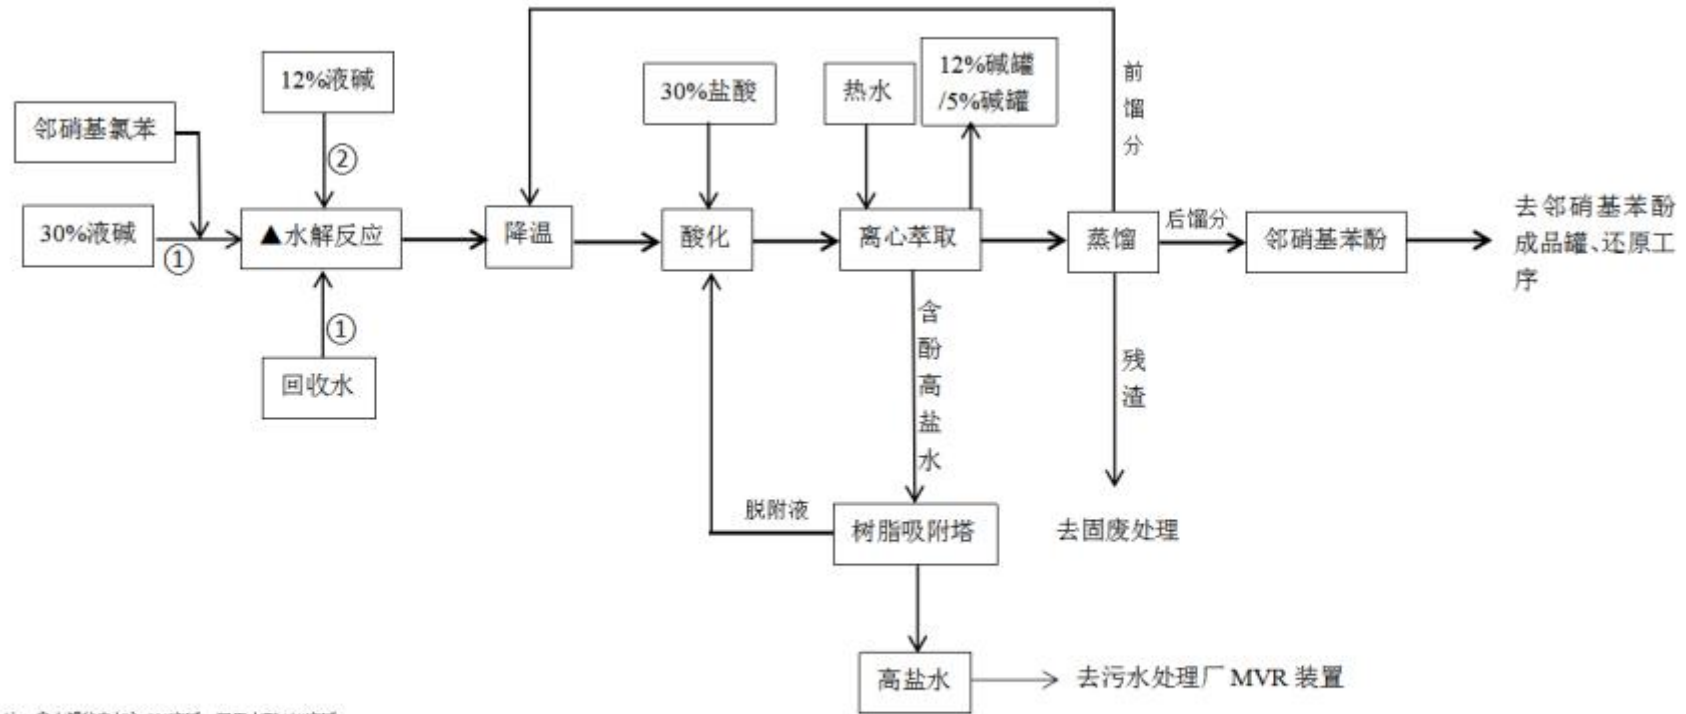 邻硝基氯苯
30%液碱
①
12%液碱
②
▲水解反应
①
回收水
降温
30%盐酸
酸化
热水
12%碱罐
/5%碱罐
离心萃取
含酚高盐水
脱附液
树脂吸附塔
高盐水
去污水处理厂 MVR 装置
前馏分
蒸馏
后馏分
残渣
去固废处理
邻硝基苯酚
去邻硝基苯酚
成品罐、还原工
序